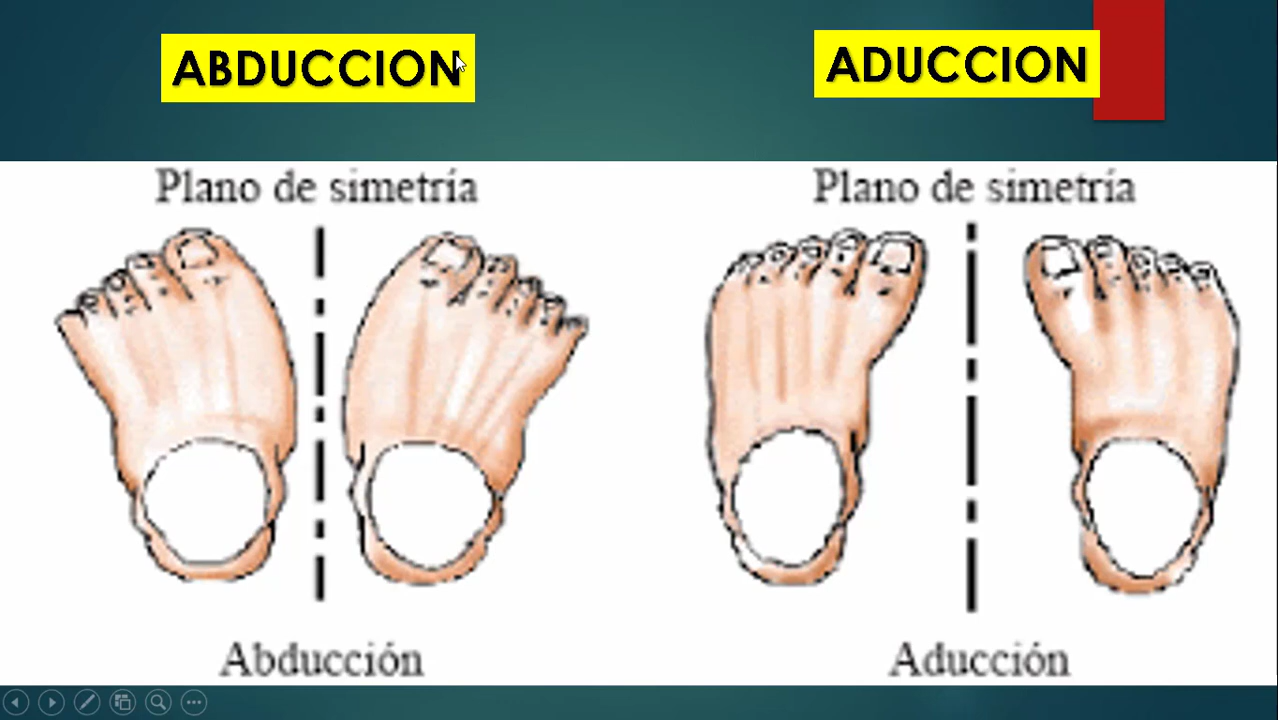 ABDUCCION
ADUCCION
Plano de simetría
Plano de simetría
Abducción
Aducción